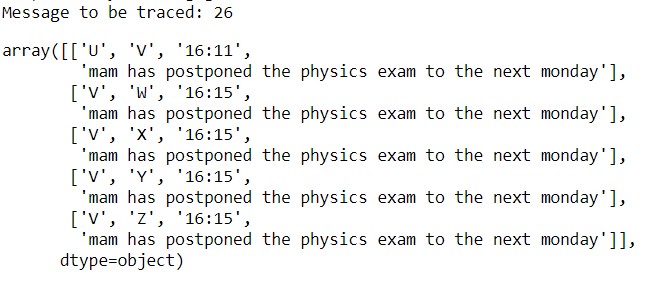 Message to be traced: 26
array([['U', 'V', '16:11',
'mam has postponed the physics exam to the next monday'],
['V', 'W', '16:15',
'mam has postponed the physics exam to the next monday'],
['V', 'X', '16:15',
'mam has postponed the physics exam to the next monday'],
['V', 'Y', '16:15',
'mam has postponed the physics exam to the next monday'],
['V', 'Z', '16:15',
'mam has postponed the physics exam to the next monday']],
dtype=object)